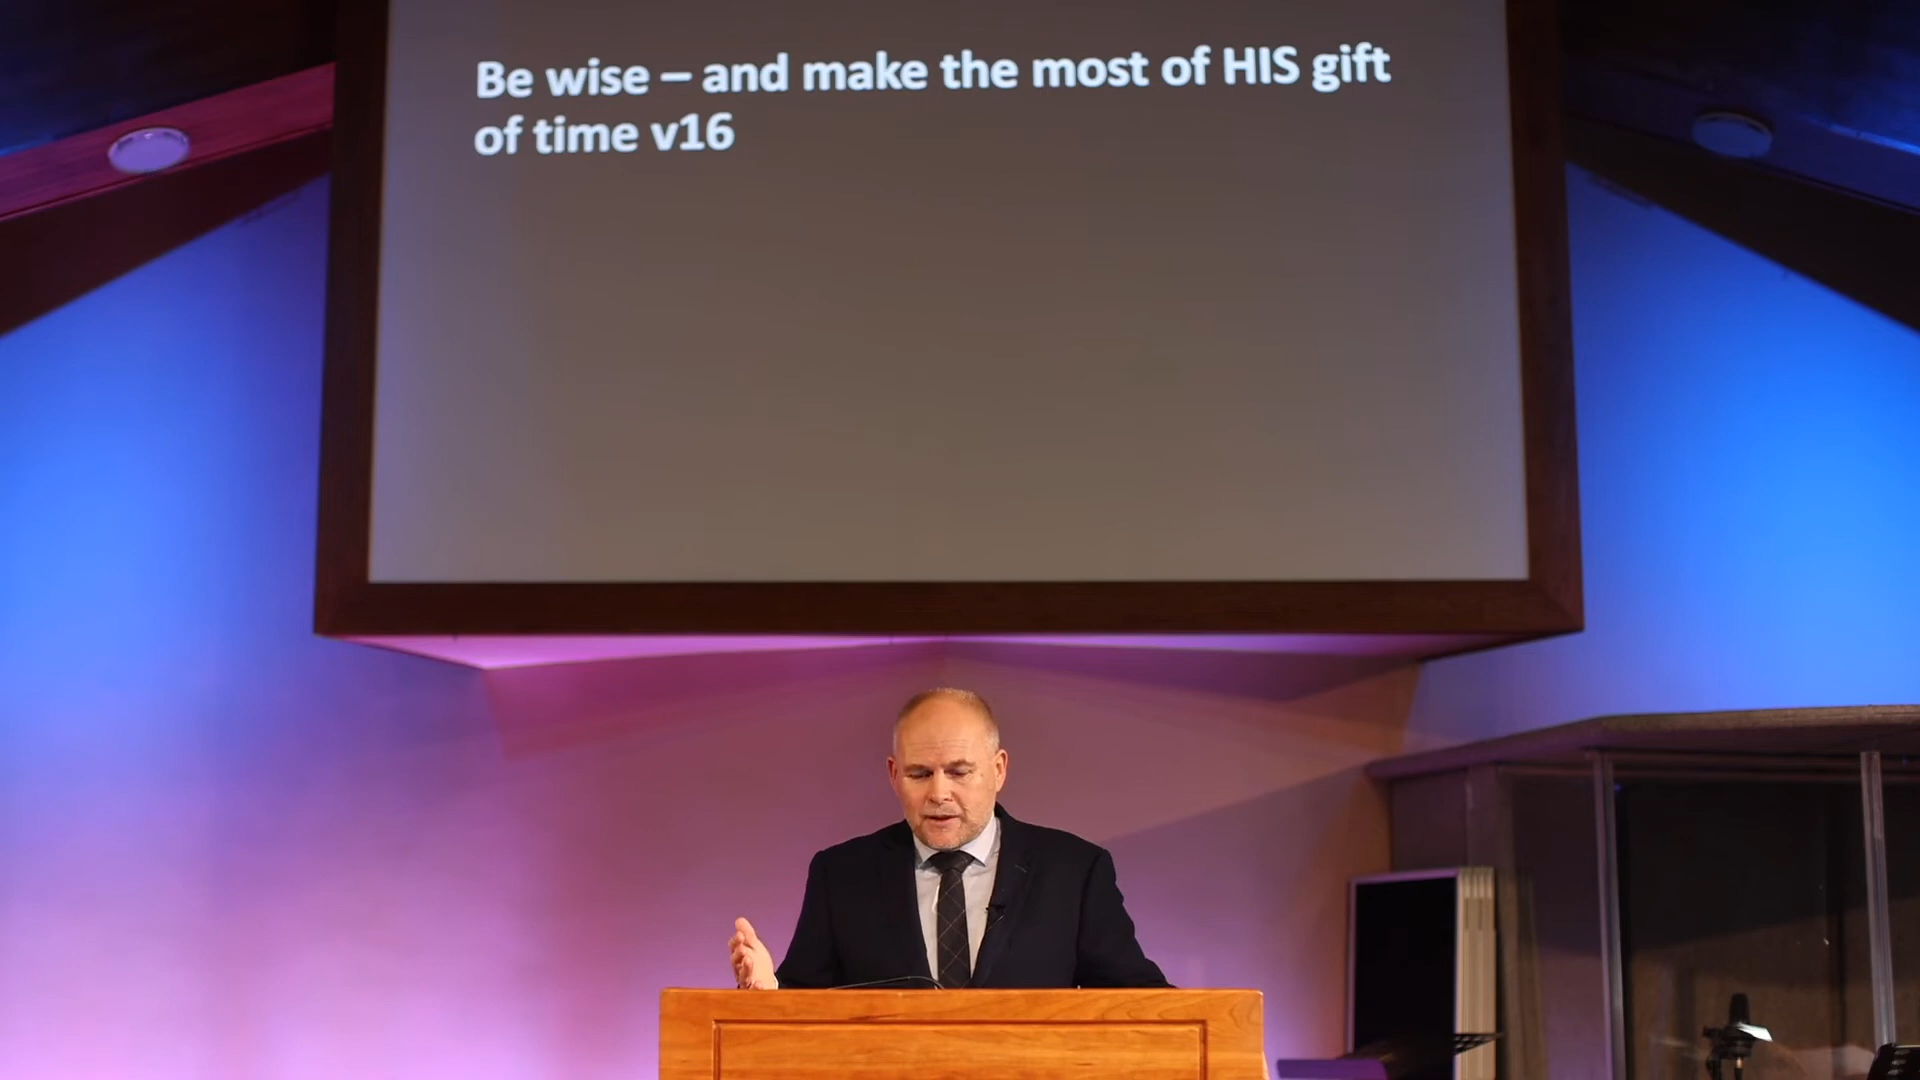 Be wise – and make the most of HIS gift
of time v16